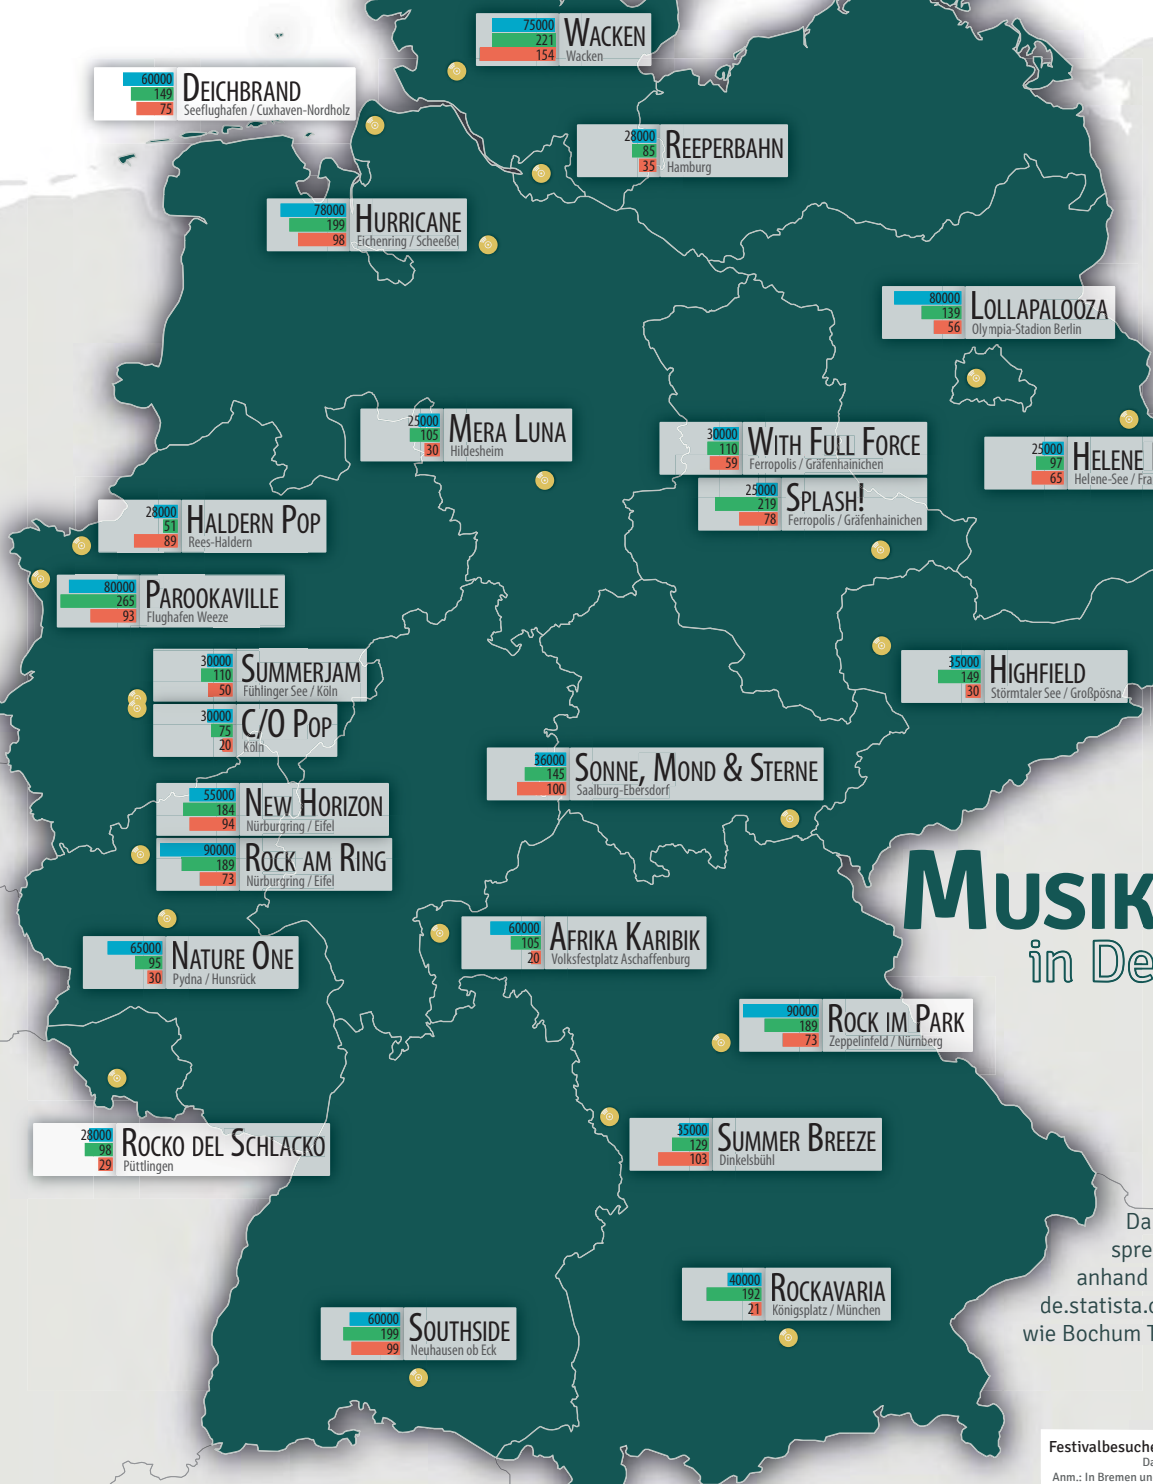 75000
221
154
WACKEN
Wacken
60000
149
75
DEICHBRAND
Seeflughafen / Cuxhaven-Nordholz
28000
85
35
REEPERBAHN
Hamburg
78000
199
98
HURRICANE
Eichenring / Scheeßel
80000
139
56
LOLLAPALOOZA
Olympia-Stadion Berlin
25000
105
30
MERA LUNA
Hildesheim
30000
110
59
WITH FULL FORCE
Ferropolis / Gräfenhainichen
25000
97
65
HELENE
Helene-See / Fra
25000
219
78
SPLASH!
Ferropolis / Gräfenhainichen
28000
51
89
HALDERN POP
Rees-Haldern
80000
265
93
PAROOKAVILLE
Flughafen Weeze
30000
110
50
SUMMERJAM
Fühlinger See / Köln
35000
149
30
HIGHFIELD
Störmtaler See / Großpösna
30000
75
20
C/O POP
Köln
36000
145
100
SONNE, MOND & STERNE
Saalburg-Ebersdorf
55000
184
94
NEW HORIZON
Nürburgring / Eifel
90000
189
73
ROCK AM RING
Nürburgring / Eifel
MUSIK
in De
60000
105
20
AFRIKA KARIBIK
Volksfestplatz Aschaffenburg
65000
95
30
NATURE ONE
Pydna / Hunsrück
90000
189
73
ROCK IM PARK
Zeppelinfeld / Nürnberg
28000
98
29
ROCKO DEL SCHLACKO
Püttlingen
35000
129
103
SUMMER BREEZE
Dinkelsbühl
Da
spre
anhand
de.statista.
wie Bochum T
40000
192
21
ROCKAVARIA
Königsplatz / München
60000
199
99
SOUTHSIDE
Neuhausen ob Eck
Festivalbesuche
Da
Anm.: In Bremen un